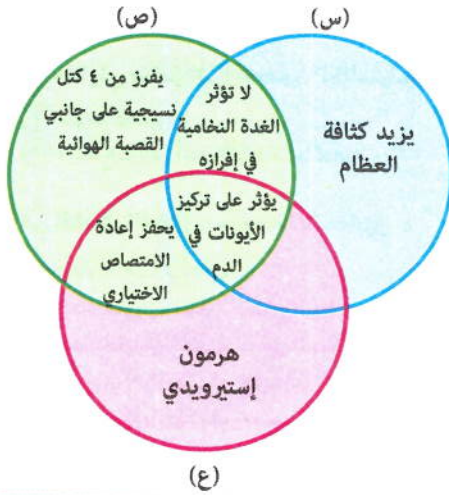 (س)
(ص)
يفرز من ٤ كتل
نسيجية على جانبي
القصبة الهوائية
لا تؤثر
الغدة النخامية
في إفرازه
يزيد كثافة
العظام
يؤثر على تركيز
الأيونات في
الدم
يحفز إعادة
الامتصاص
الاختياري
هرمون
إستيرويدي
(ع)